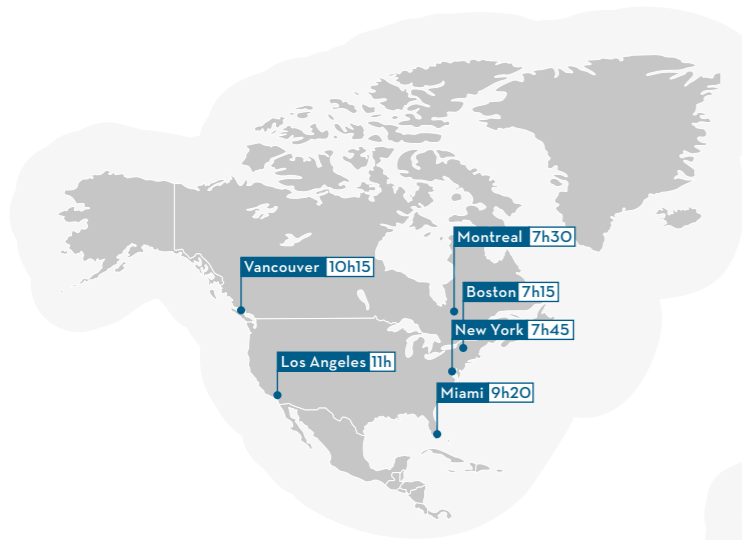 Montreal 7h30
Vancouver 10h15
Boston 7h15
New York 7h45
Los Angeles 11h
Miami 9h20